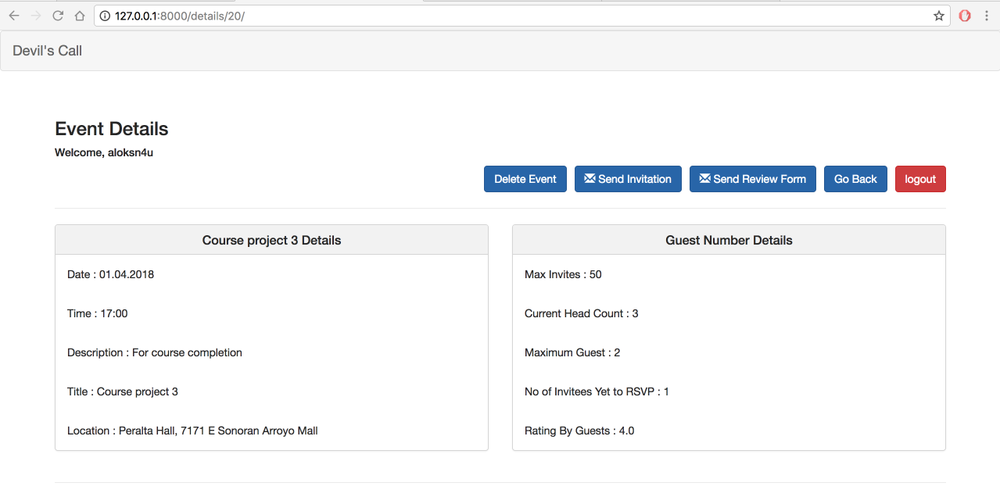 127.0.0.1:8000/details/20/
Devil's Call
Event Details
Welcome, aloksn4u
Delete Event Send Invitation Send Review Form Go Back logout
Course project 3 Details
Date : 01.04.2018
Time : 17:00
Description : For course completion
Title : Course project 3
Location : Peralta Hall, 7171 E Sonoran Arroyo Mall
Guest Number Details
Max Invites : 50
Current Head Count : 3
Maximum Guest : 2
No of Invitees Yet to RSVP : 1
Rating By Guests : 4.0